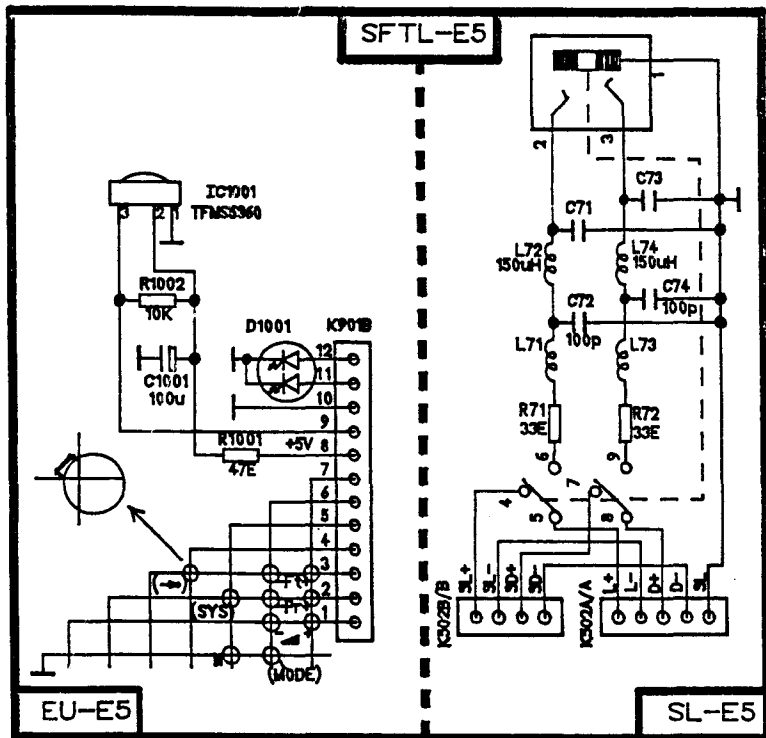 SFTL-E5
2
3
IC1001
TFMS5360
3
2
1
C73
C71
L72
150uH
L74
150uH
R1002
10K
C74
100p
C72
100p
D1001
K901B
L71
L73
C1001
100u
12
11
10
9
8
7
6
5
4
3
2
1
R1001
47E
+5V
R71
33E
R72
33E
6
9
4
7
5
8
(SYS)
(MODE)
K302B/B
SL+
SL-
SD+
SD-
K302A/A
L+
L-
D+
D-
SL
EU-E5
SL-E5